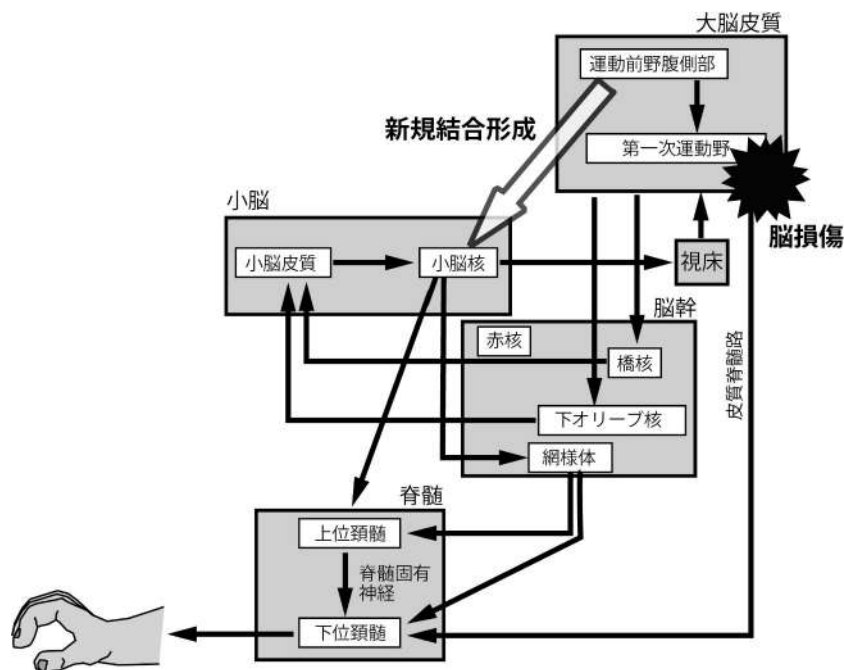 大脳皮質
運動前野腹側部
新規結合形成
第一次運動野
小脳
脳損傷
小脳皮質
小脳核
視床
脳幹
赤核
橋核
皮質脊髄路
下オリーブ核
網様体
脊髄
上位頚髄
脊髄固有
神経
下位頚髄